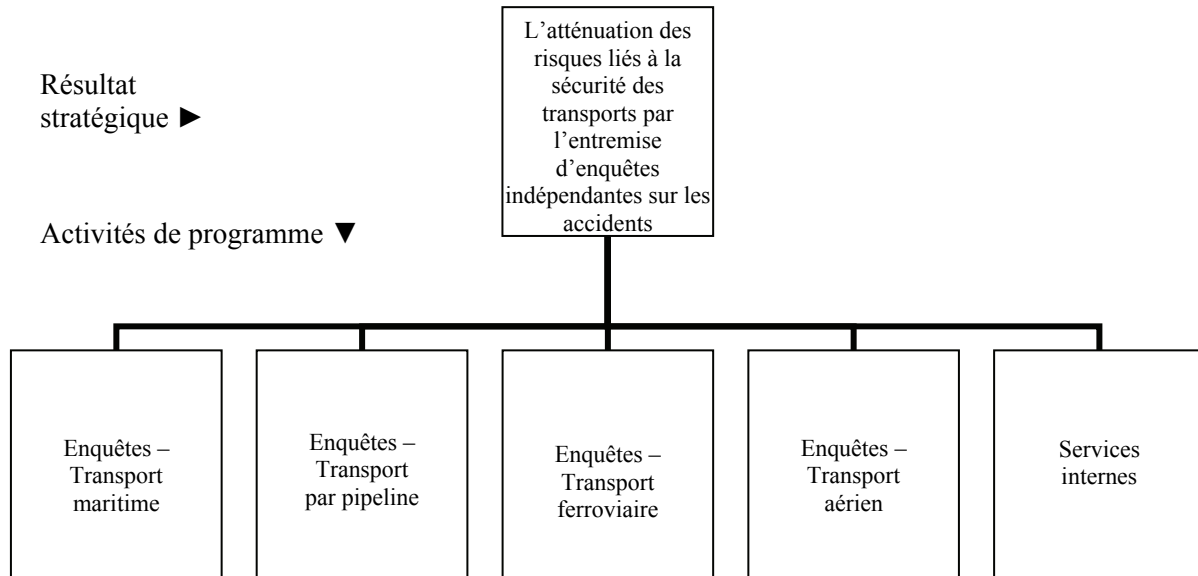 L’atténuation des
risques liés à la
sécurité des
transports par
l’entremise
d’enquêtes
indépendantes sur les
accidents
Résultat
stratégique ►
Activités de programme ▼
Enquêtes –
Transport
maritime
Enquêtes –
Transport
par pipeline
Enquêtes –
Transport
ferroviaire
Enquêtes –
Transport
aérien
Services
internes